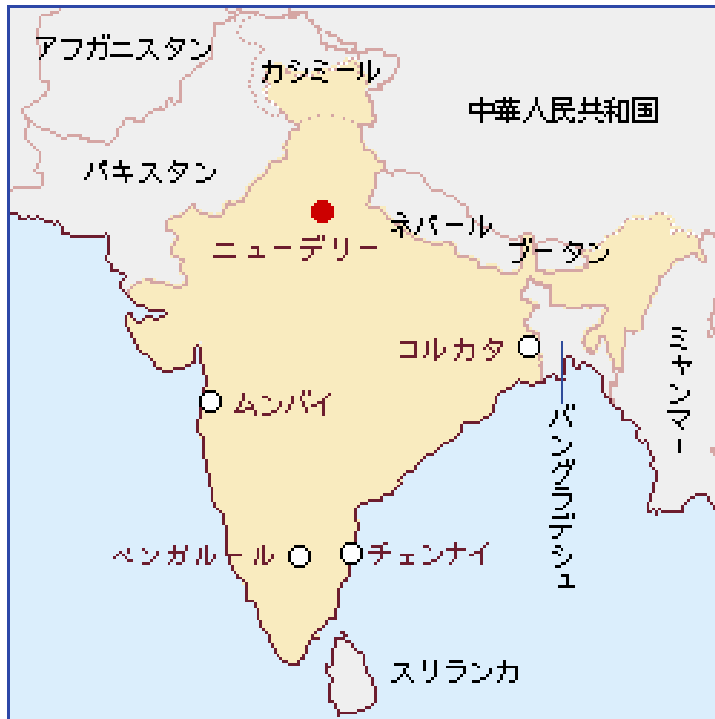 アフガニスタン
カシミール
中華人民共和国
パキスタン
ネパール
ニューデリー
ブータン
コルカタ
ミャンマー
ムンバイ
バングラデシュ
ベンガルール
チェンナイ
スリランカ